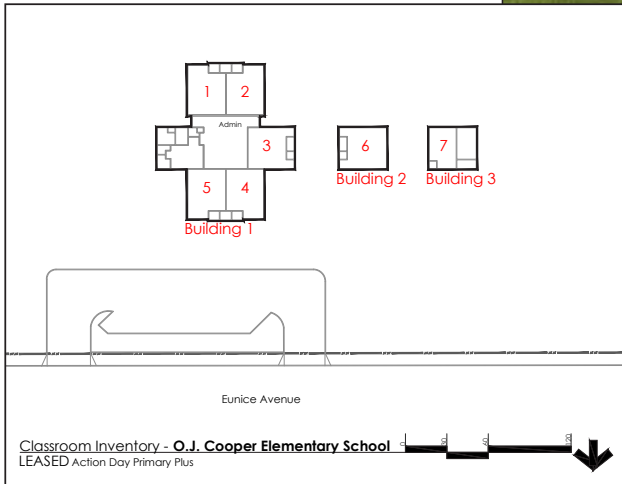 1 2
Admin
3 6 7
5 4
Building 2 Building 3
Building 1
Eunice Avenue
Classroom Inventory - O.J. Cooper Elementary School
LEASED Action Day Primary Plus
0 30 60 120